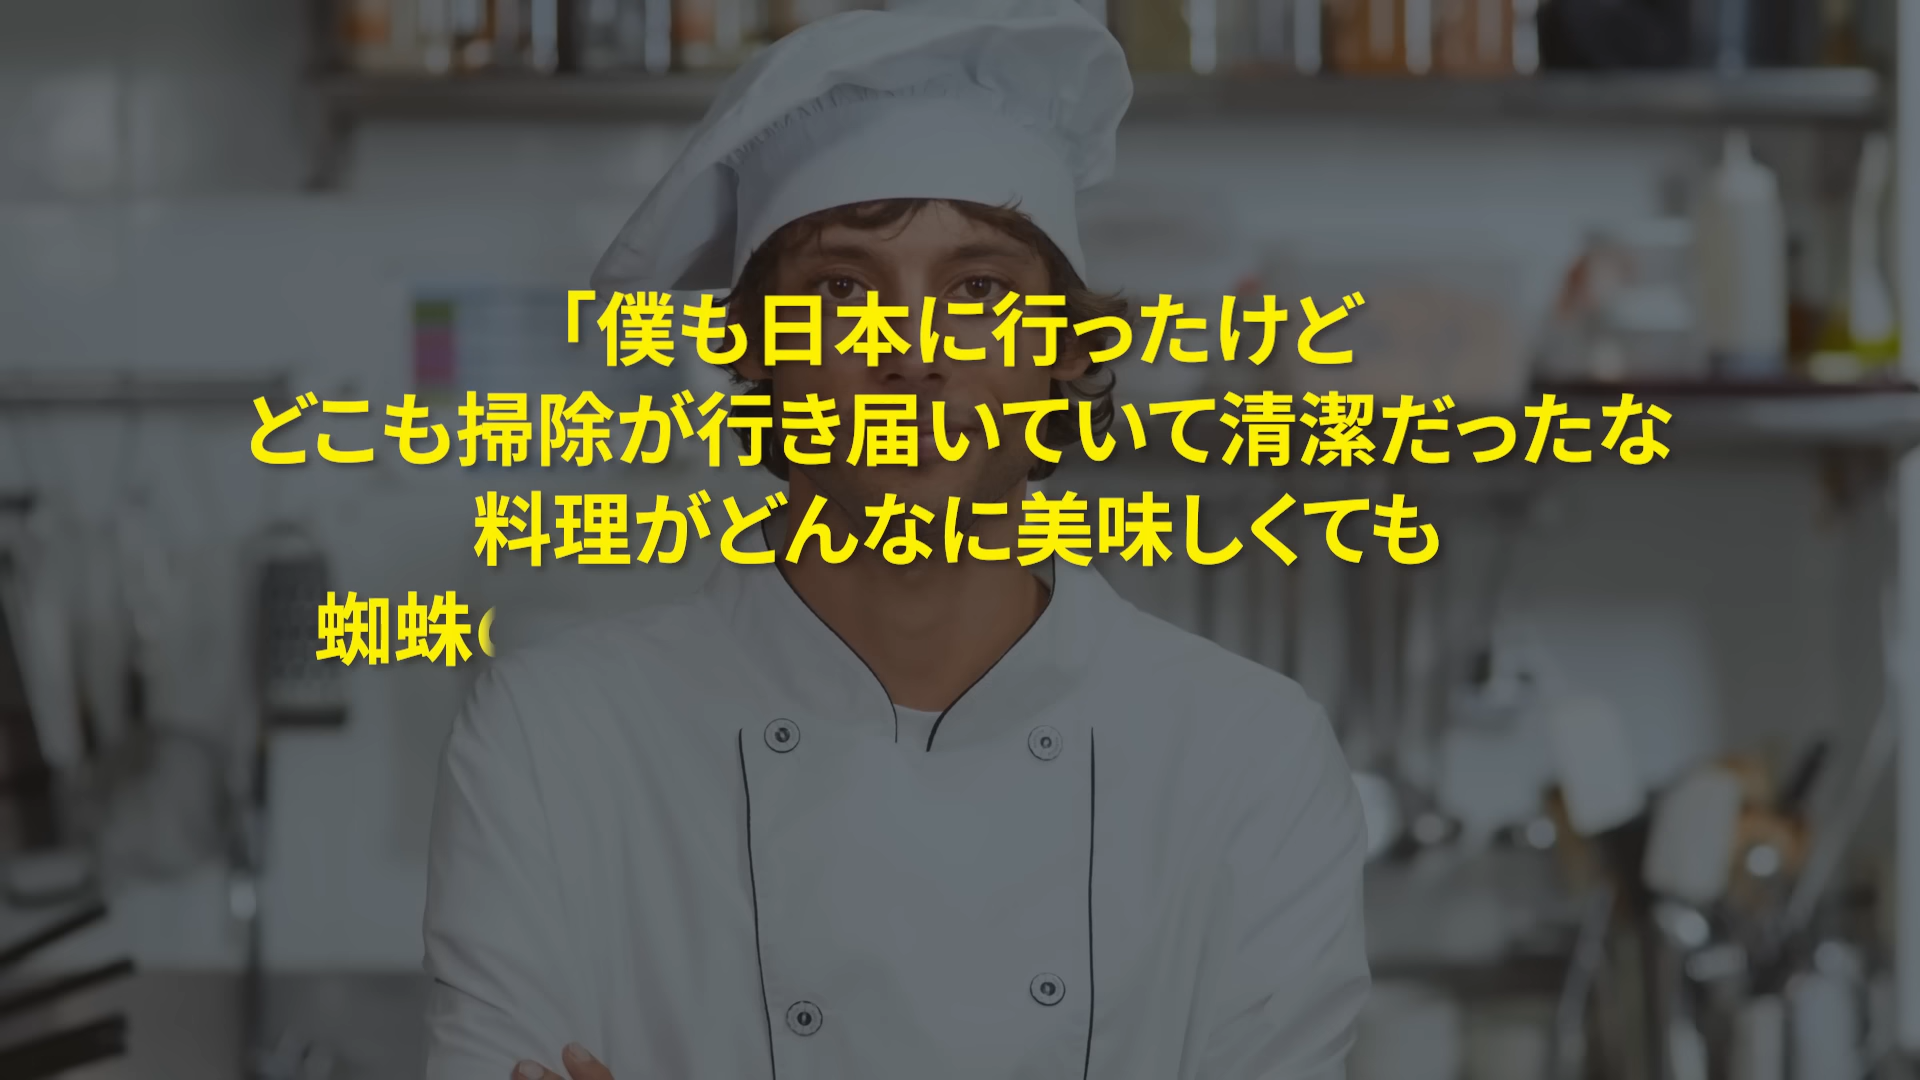 「僕も日本に行ったけど
どこも掃除が行き届いていて清潔だったな
料理がどんなに美味しくても
蜘蛛